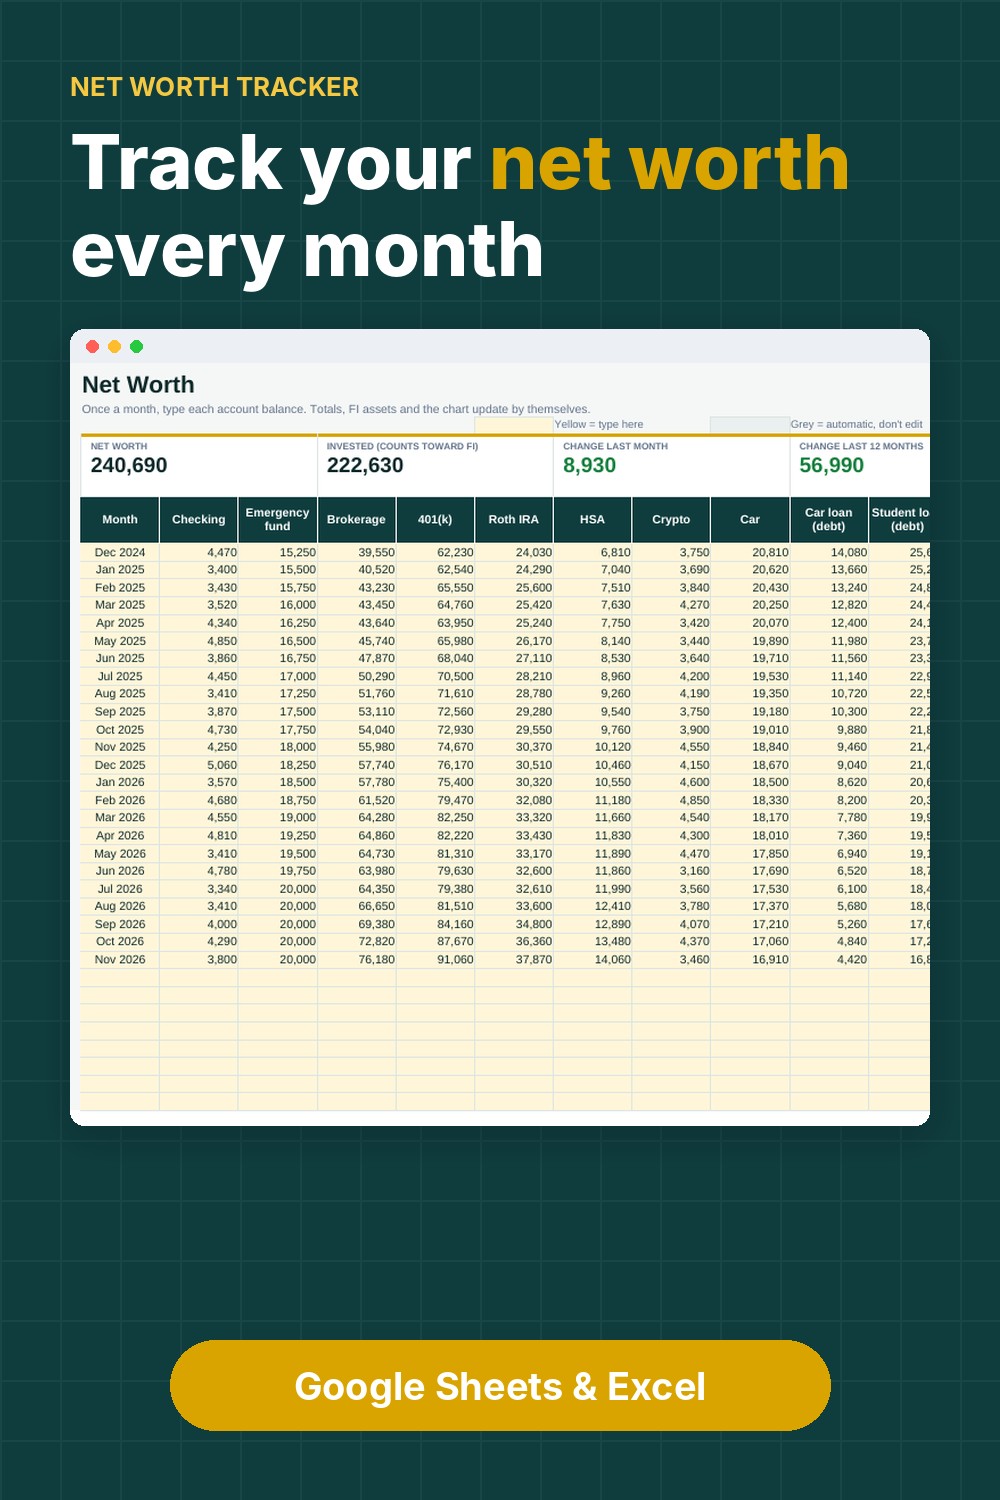 NET WORTH TRACKER
Track your net worth
every month
Net Worth
Once a month, type each account balance. Totals, FI assets and the chart update by themselves.
Yellow = type here Grey = automatic, don't edit
NET WORTH INVESTED (COUNTS TOWARD FI) CHANGE LAST MONTH CHANGE LAST 12 MONTHS
240,690 222,630 8,930 56,990
Month Checking Emergency fund Brokerage 401(k) Roth IRA HSA Crypto Car Car loan (debt) Student (debt)
Dec 2024 4,470 15,250 39,550 62,230 24,030 6,810 3,750 20,810 14,080
Jan 2025 3,400 15,500 40,520 62,540 24,290 7,040 3,690 20,620 13,660
Feb 2025 3,430 15,750 43,230 65,550 25,600 7,510 3,840 20,430 13,240
Mar 2025 3,520 16,000 43,450 64,760 25,420 7,630 4,270 20,250 12,820
Apr 2025 4,340 16,250 43,640 63,950 25,240 7,750 3,420 20,070 12,400
May 2025 4,850 16,500 45,740 65,980 26,170 8,140 3,440 19,890 11,980
Jun 2025 3,860 16,750 47,870 68,040 27,110 8,530 3,640 19,710 11,560
Jul 2025 4,450 17,000 50,290 70,500 28,210 8,960 4,200 19,530 11,140
Aug 2025 3,410 17,250 51,760 71,610 28,780 9,260 4,190 19,350 10,720
Sep 2025 3,870 17,500 53,110 72,560 29,280 9,540 3,750 19,180 10,300
Oct 2025 4,730 17,750 54,040 72,930 29,550 9,760 3,900 19,010 9,880
Nov 2025 4,250 18,000 55,980 74,670 30,370 10,120 4,550 18,840 9,460
Dec 2025 5,060 18,250 57,740 76,170 30,510 10,460 4,150 18,670 9,040
Jan 2026 3,570 18,500 57,780 75,400 30,320 10,550 4,600 18,500 8,620
Feb 2026 4,680 18,750 61,520 79,470 32,080 11,180 4,850 18,330 8,200
Mar 2026 4,550 19,000 64,280 82,250 33,320 11,660 4,540 18,170 7,780
Apr 2026 4,810 19,250 64,860 82,220 33,430 11,830 4,300 18,010 7,360
May 2026 3,410 19,500 64,730 81,310 33,170 11,890 4,470 17,850 6,940
Jun 2026 4,780 19,750 63,980 79,630 32,600 11,860 3,160 17,690 6,520
Jul 2026 3,340 20,000 64,350 79,380 32,610 11,990 3,560 17,530 6,100
Aug 2026 3,410 20,000 66,650 81,510 33,600 12,410 3,780 17,370 5,680
Sep 2026 4,000 20,000 69,380 84,160 34,800 12,890 4,070 17,210 5,260
Oct 2026 4,290 20,000 72,820 87,670 36,360 13,480 4,370 17,060 4,840
Nov 2026 3,800 20,000 76,180 91,060 37,870 14,060 3,460 16,910 4,420
Google Sheets & Excel